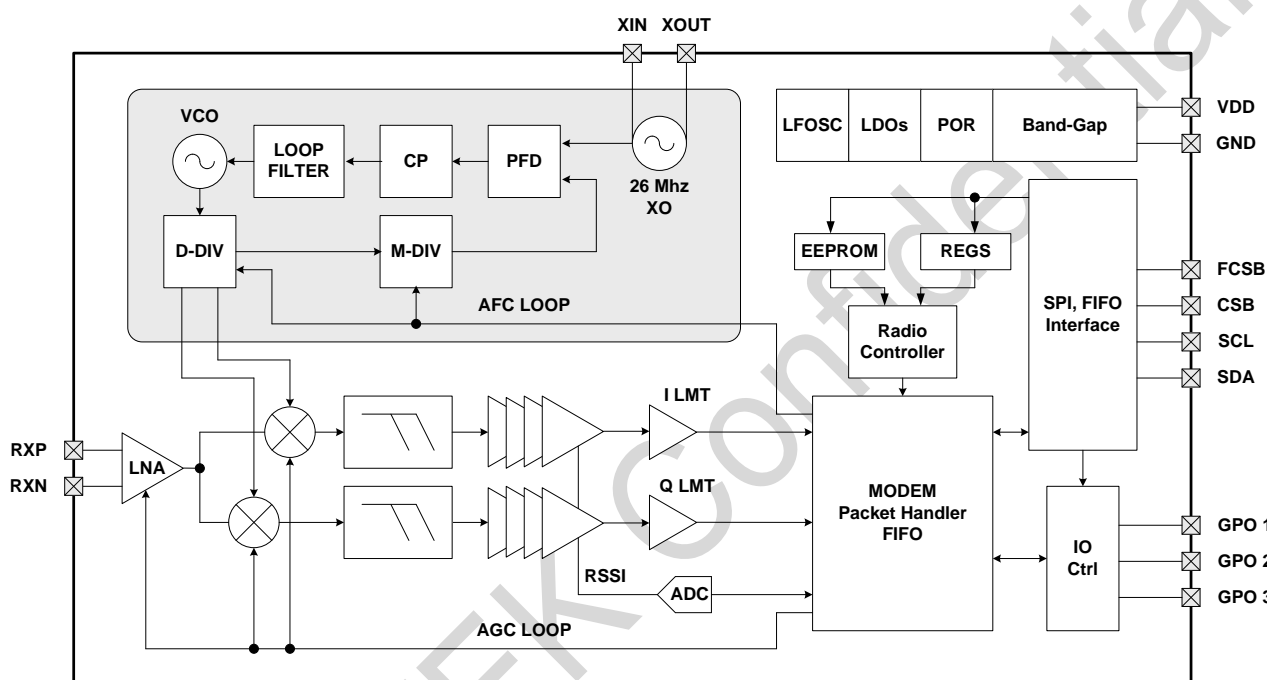 XIN XOUT
VCO
LOOP
FILTER
CP
PFD
26 Mhz
XO
D-DIV
M-DIV
AFC LOOP
LFOSC
LDOs
POR
Band-Gap
VDD
GND
EEPROM
REGS
Radio
Controller
SPI, FIFO
Interface
FCSB
CSB
SCL
SDA
RXP
RXN
LNA
I LMT
Q LMT
RSSI
ADC
AGC LOOP
MODEM
Packet Handler
FIFO
IO
Ctrl
GPO 1
GPO 2
GPO 3